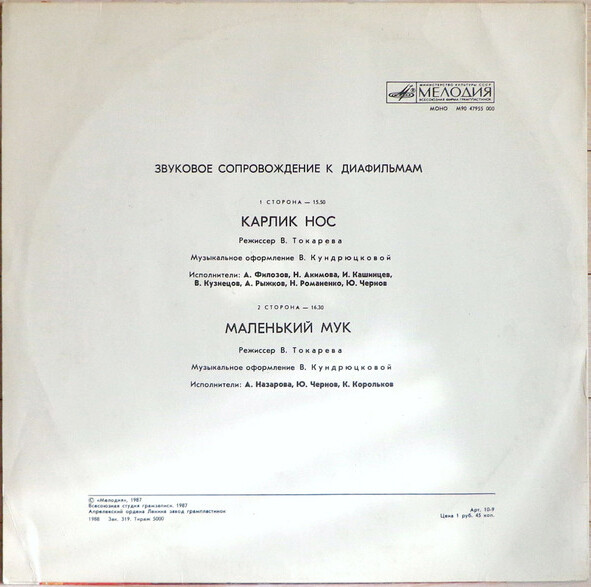 МИНИСТЕРСТВО КУЛЬТУРЫ СССР
МЕЛОДИЯ
ВСЕСОЮЗНАЯ ФИРМА ГРАМПЛАСТИНОК
МОНО М90 47955 000
ЗВУКОВОЕ СОПРОВОЖДЕНИЕ К ДИАФИЛЬМАМ
1 СТОРОНА — 15.50
КАРЛИК НОС
Режиссер В. Токарева
Музыкальное оформление В. Кундрюцковой
Исполнители: А. Филозов, Н. Акимова, И. Кашинцев,
В. Кузнецов, А. Рыжков, Н. Романенко, Ю. Чернов
2 СТОРОНА — 16.30
МАЛЕНЬКИЙ МУК
Режиссер В. Токарева
Музыкальное оформление В. Кундрюцковой
Исполнители: А. Назарова, Ю. Чернов, К. Корольков
© «Мелодия», 1987
Всесоюзная студия грамзаписи, 1987
Апрелевский ордена Ленина завод грампластинок
1988 Зак. 319. Тираж 5000
Арт. 10-9
Цена 1 руб. 45 коп.